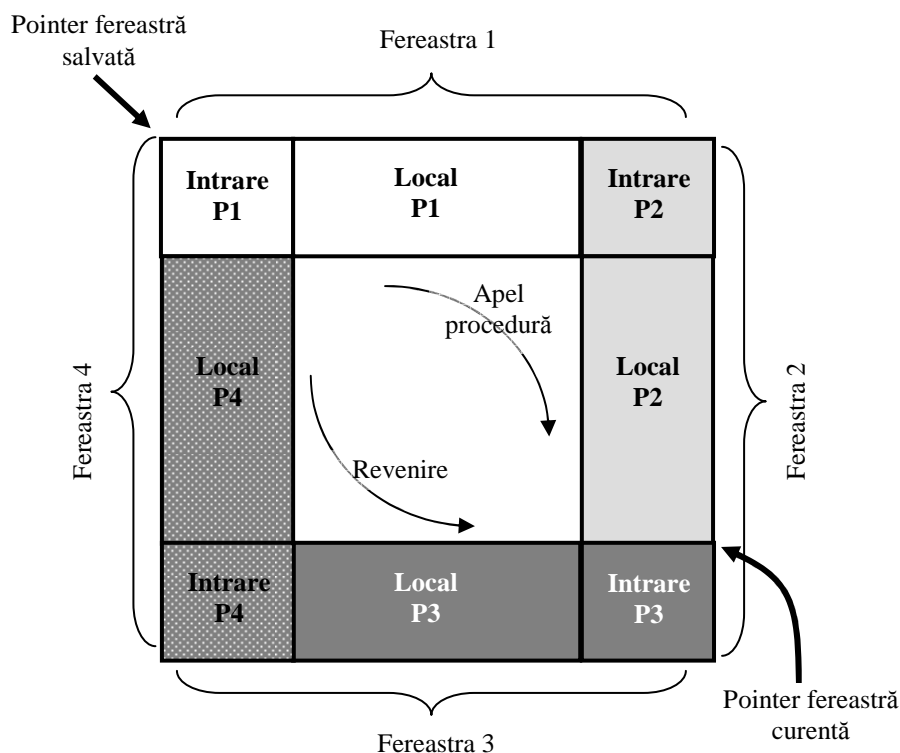 Pointer fereastră
salvată
Fereastra 1
Intrare
P1
Local
P1
Intrare
P2
Apel
procedură
Fereastra 4
Local
P4
Local
P2
Fereastra 2
Revenire
Intrare
P4
Local
P3
Intrare
P3
Fereastra 3
Pointer fereastră
curentă